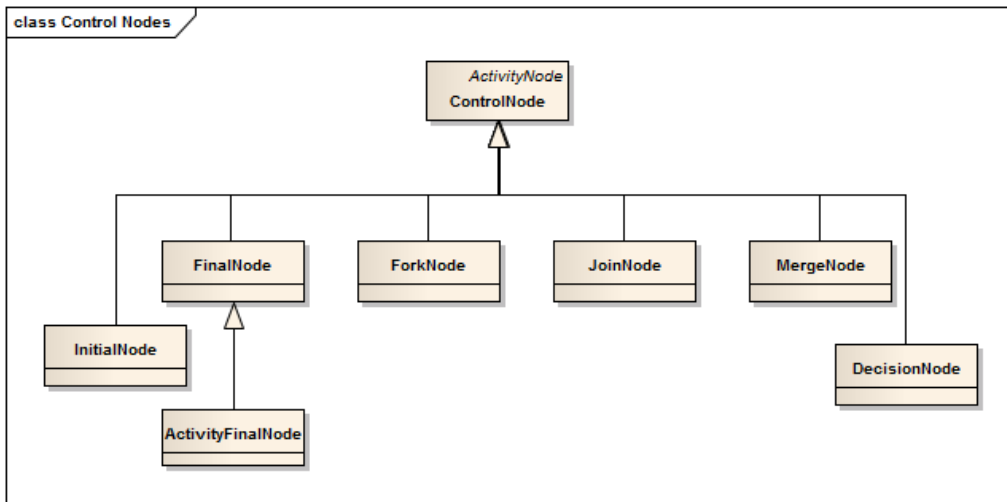 class Control Nodes
ActivityNode
ControlNode
FinalNode
ForkNode
JoinNode
MergeNode
InitialNode
DecisionNode
ActivityFinalNode